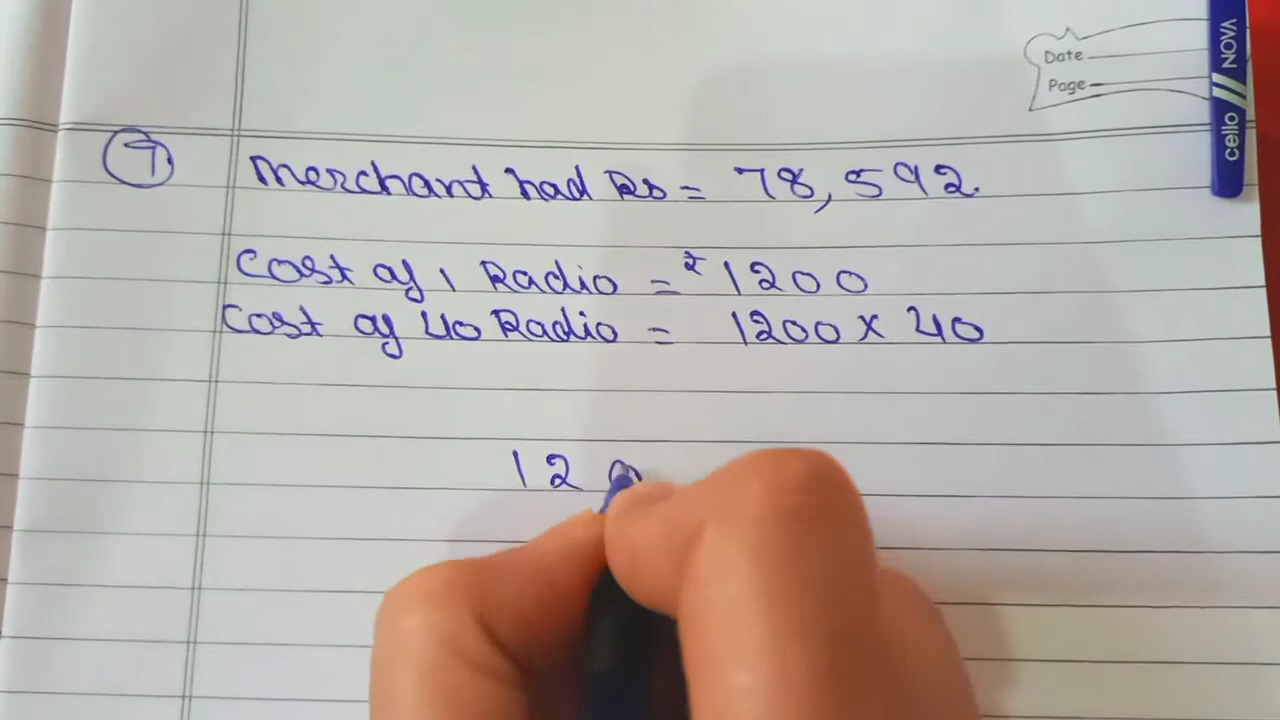 Date
Page
cello // NOVA
7 Merchant had Rs = 78,592.
Cost of 1 Radio = ₹1200
Cost of 40 Radio = 1200 x 40
120